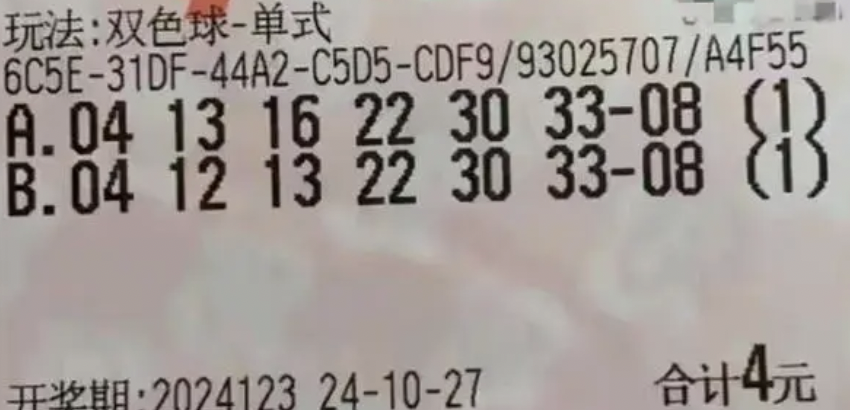 玩法:双色球-单式
6C5E-31DF-44A2-C5D5-CDF9/93025707/A4F55
A.04 13 16 22 30 33-08 (1)
B.04 12 13 22 30 33-08 (1)
开奖期:2024123 24-10-27 合计4元